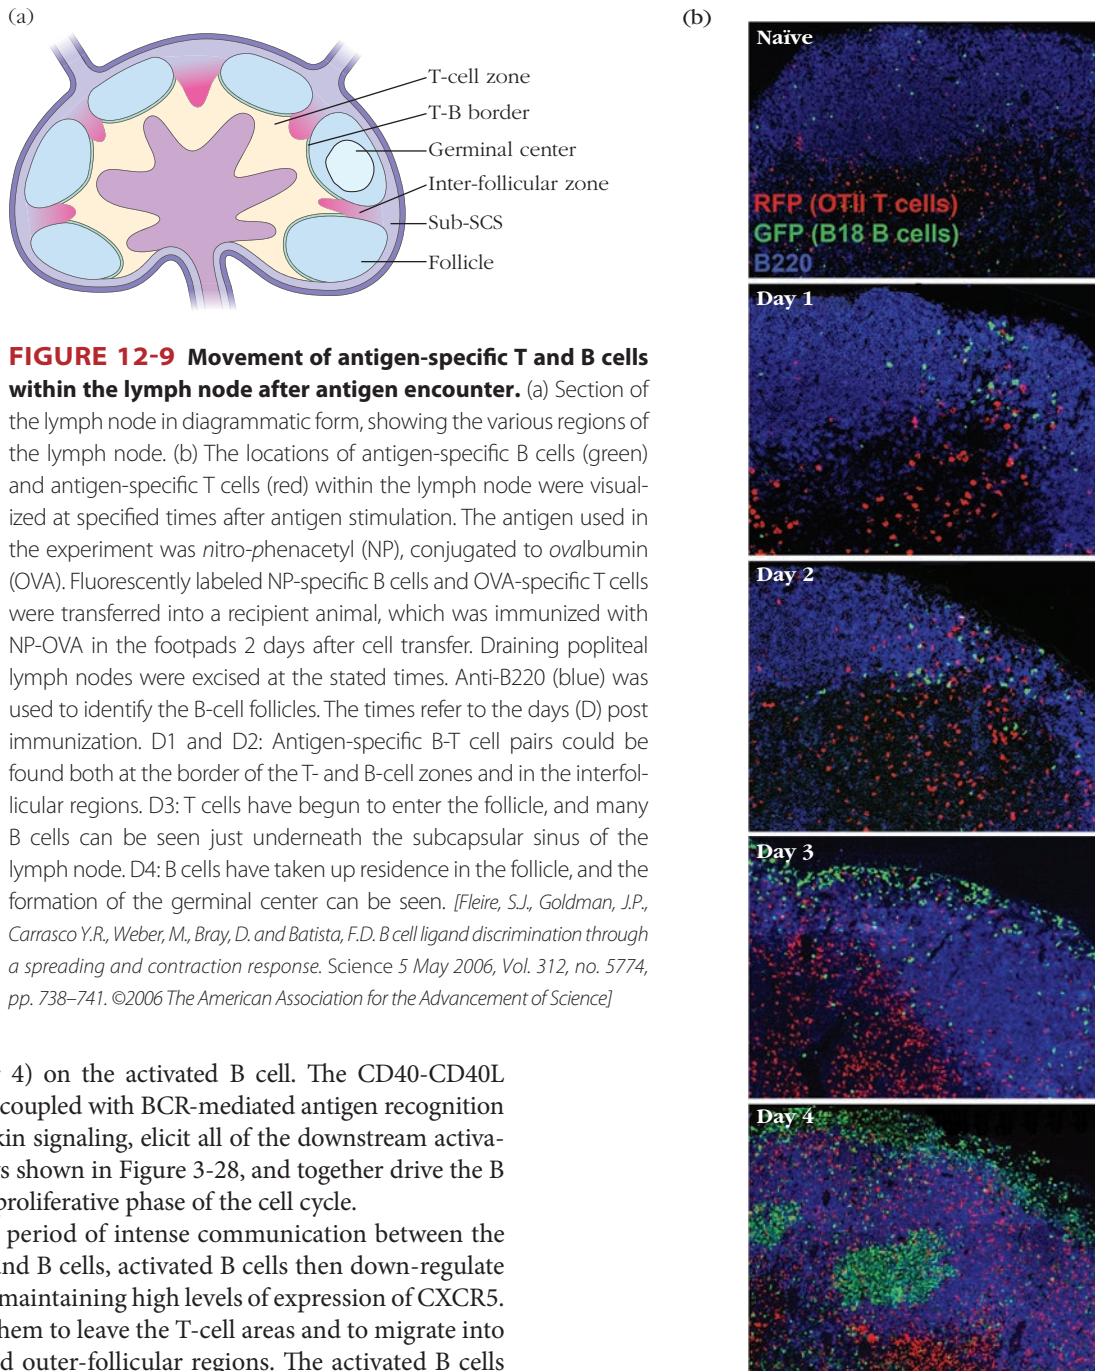 (a)
T-cell zone
T-B border
Germinal center
Inter-follicular zone
Sub-SCS
Follicle
FIGURE 12-9 Movement of antigen-specific T and B cells
within the lymph node after antigen encounter. (a) Section of
the lymph node in diagrammatic form, showing the various regions of
the lymph node. (b) The locations of antigen-specific B cells (green)
and antigen-specific T cells (red) within the lymph node were visual-
ized at specified times after antigen stimulation. The antigen used in
the experiment was nitro-phenacetyl (NP), conjugated to ovalbumin
(OVA). Fluorescently labeled NP-specific B cells and OVA-specific T cells
were transferred into a recipient animal, which was immunized with
NP-OVA in the footpads 2 days after cell transfer. Draining popliteal
lymph nodes were excised at the stated times. Anti-B220 (blue) was
used to identify the B-cell follicles. The times refer to the days (D) post
immunization. D1 and D2: Antigen-specific B-T cell pairs could be
found both at the border of the T- and B-cell zones and in the interfol-
licular regions. D3: T cells have begun to enter the follicle, and many
B cells can be seen just underneath the subcapsular sinus of the
lymph node. D4: B cells have taken up residence in the follicle, and the
formation of the germinal center can be seen. [Fleire, S.J., Goldman, J.P.,
Carrasco Y.R., Weber, M., Bray, D. and Batista, F.D. B cell ligand discrimination through
a spreading and contraction response. Science 5 May 2006, Vol. 312, no. 5774,
pp. 738–741. ©2006 The American Association for the Advancement of Science]
4) on the activated B cell. The CD40-CD40L
coupled with BCR-mediated antigen recognition
kin signaling, elicit all of the downstream activa-
s shown in Figure 3-28, and together drive the B
proliferative phase of the cell cycle.
period of intense communication between the
nd B cells, activated B cells then down-regulate
maintaining high levels of expression of CXCR5.
hem to leave the T-cell areas and to migrate into
d outer-follicular regions. The activated B cells
(b)
Naïve
RFP (OTII T cells)
GFP (B18 B cells)
B220
Day 1
Day 2
Day 3
Day 4